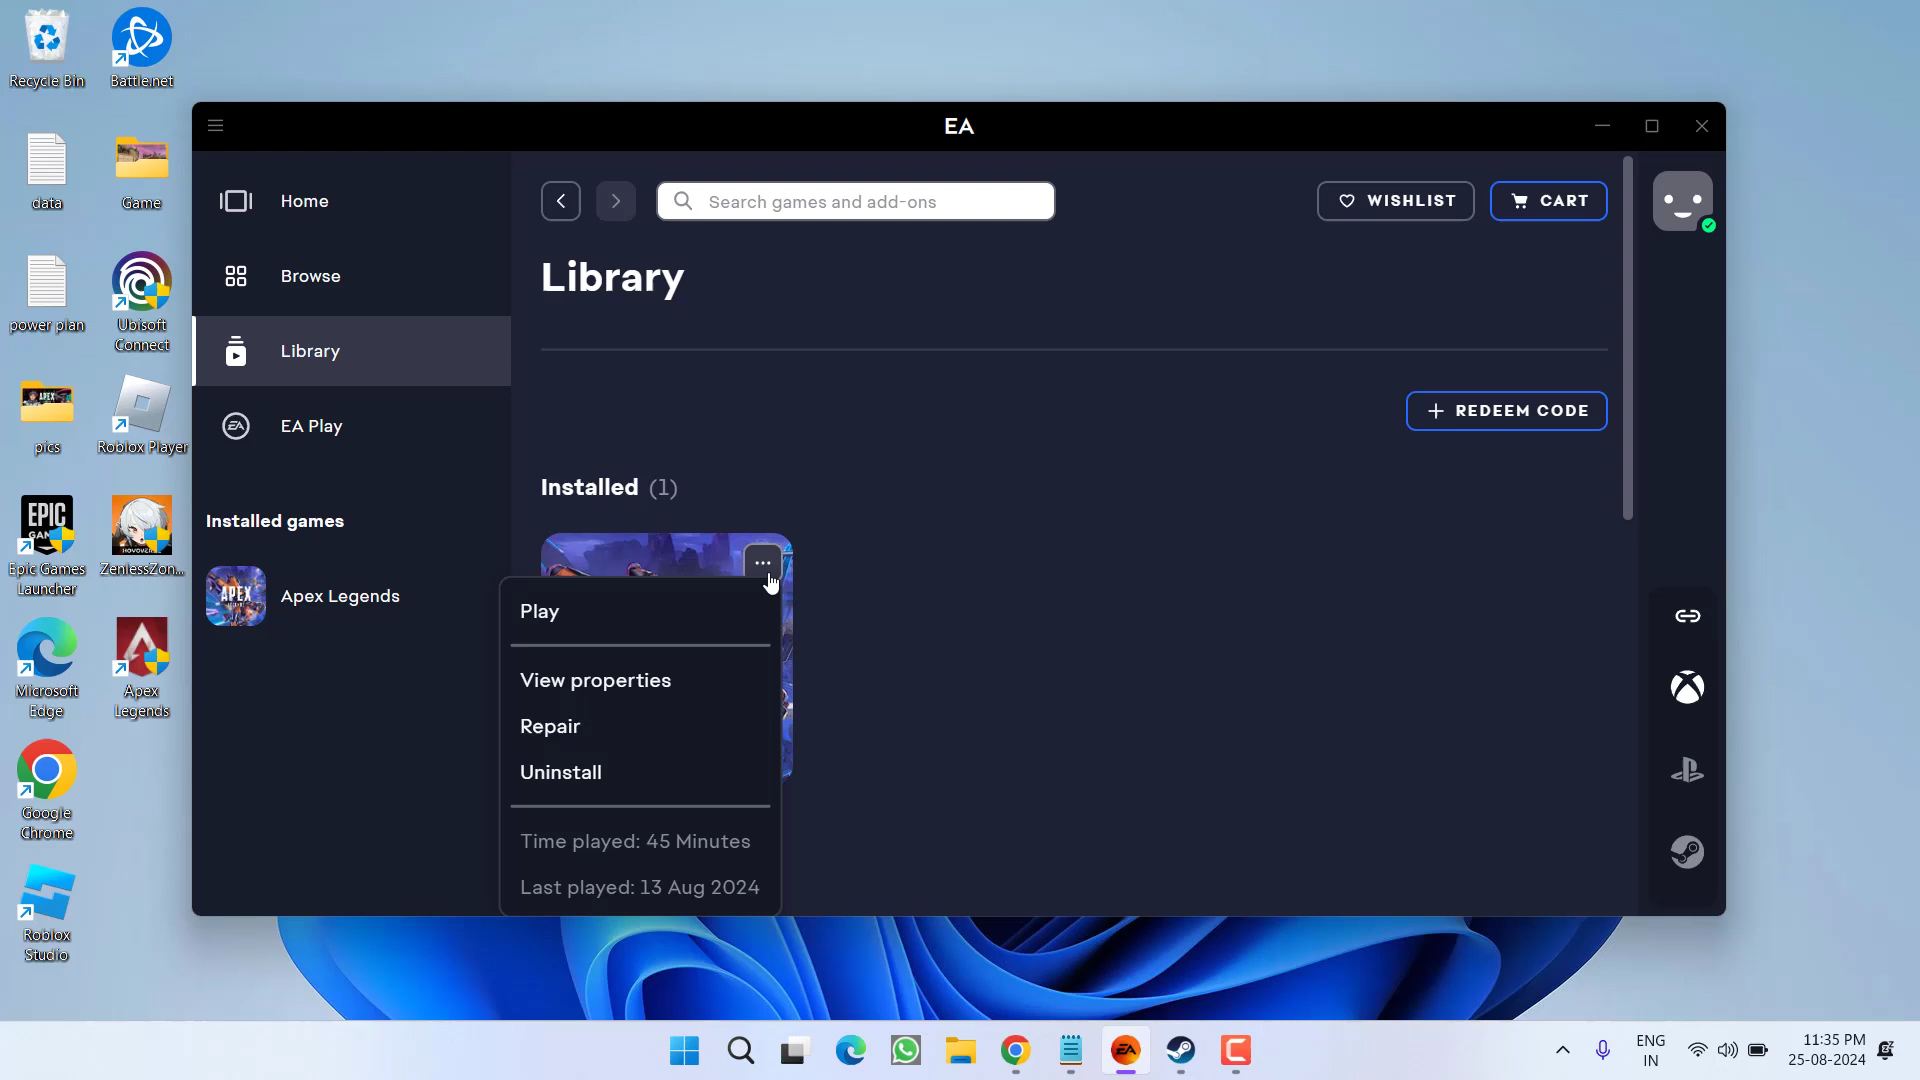 Recycle Bin
Battle.net
data
Game
power plan
Ubisoft
Connect
pics
Roblox Player
EPIC
Epic Games
Launcher
HOYOVERSE
ZenlessZon...
Microsoft
Edge
Apex
Legends
Google
Chrome
Roblox
Studio
EA
Home
Browse
Library
EA Play
Installed games
APEX
Apex Legends
Search games and add-ons
WISHLIST
CART
Library
+ REDEEM CODE
Installed (1)
Play
View properties
Repair
Uninstall
Time played: 45 Minutes
Last played: 13 Aug 2024
ENG
IN
11:35 PM
25-08-2024